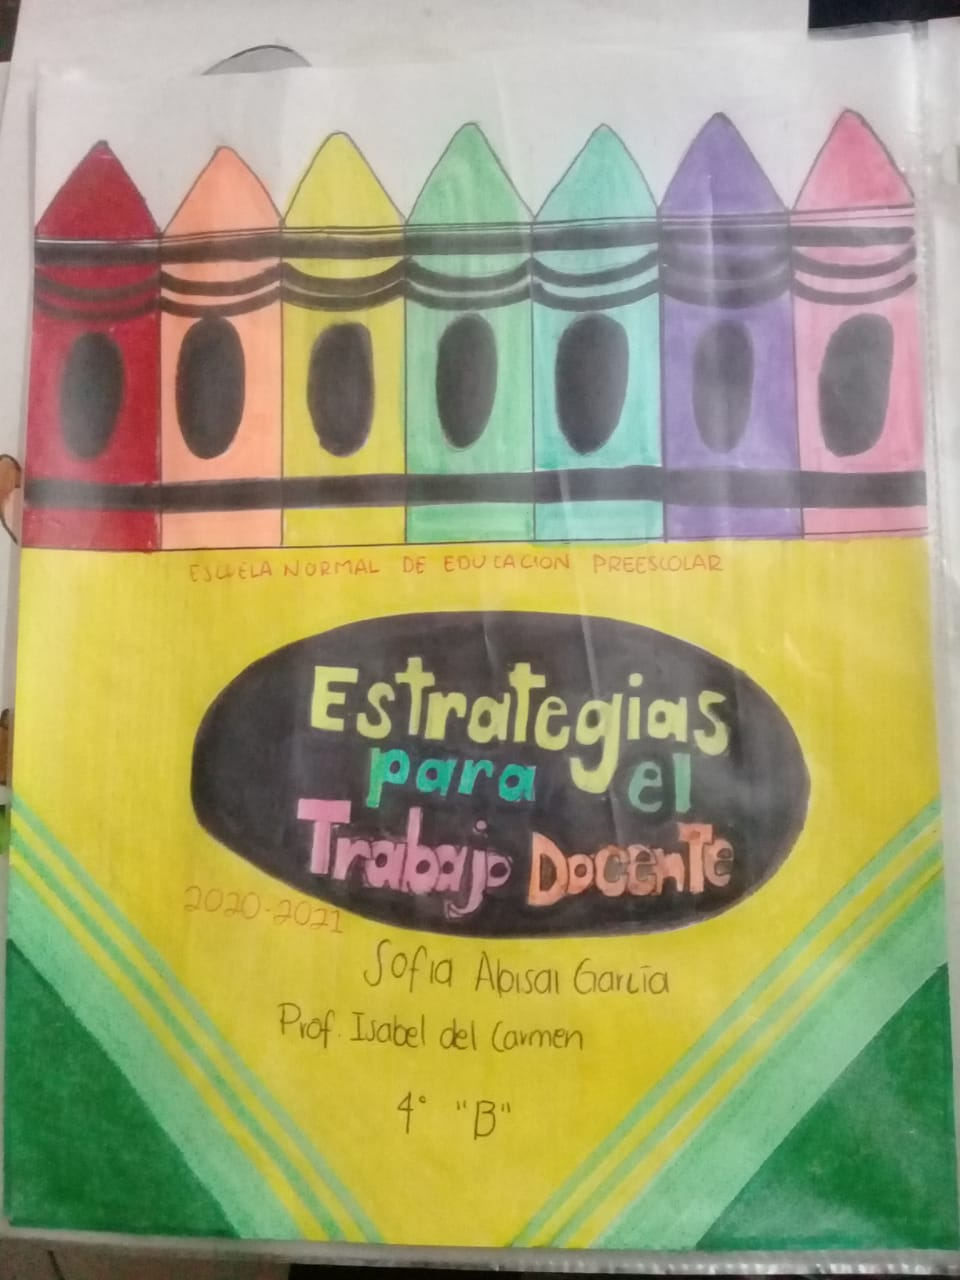 ESCUELA NORMAL DE EDUCACION PREESCOLAR
Estrategias
para el
Trabajo Docente
2020-2021
Sofia Abisai García
Prof. Isabel del Carmen
4° "B"